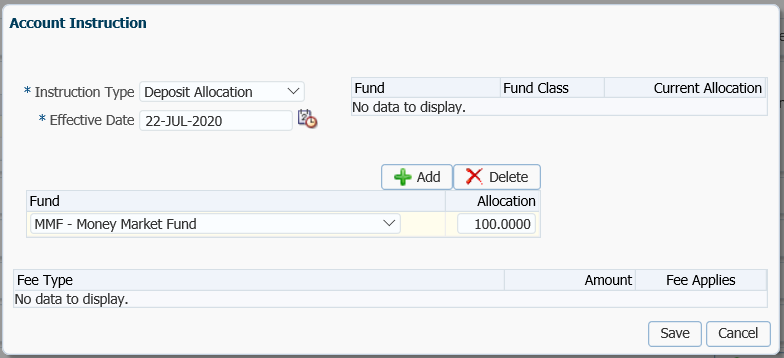 Account Instruction
* Instruction Type Deposit Allocation
* Effective Date 22-JUL-2020
Fund Fund Class Current Allocation
No data to display.
Add Delete
Fund Allocation
MMF - Money Market Fund 100.0000
Fee Type Amount Fee Applies
No data to display.
Save Cancel